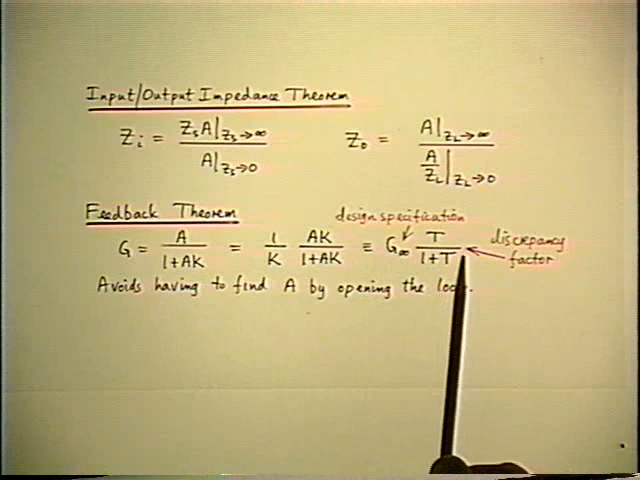 Input/Output Impedance Theorem
Zi = ZsA|Zs→∞ / A|Zs→0    Zo = A|ZL→∞ / (A/ZL)|ZL→0
Feedback Theorem
design specification
G = A/(1+AK) = 1/K AK/(1+AK) ≡ G∞ T/(1+T)
discrepancy
factor
Avoids having to find A by opening the loop.